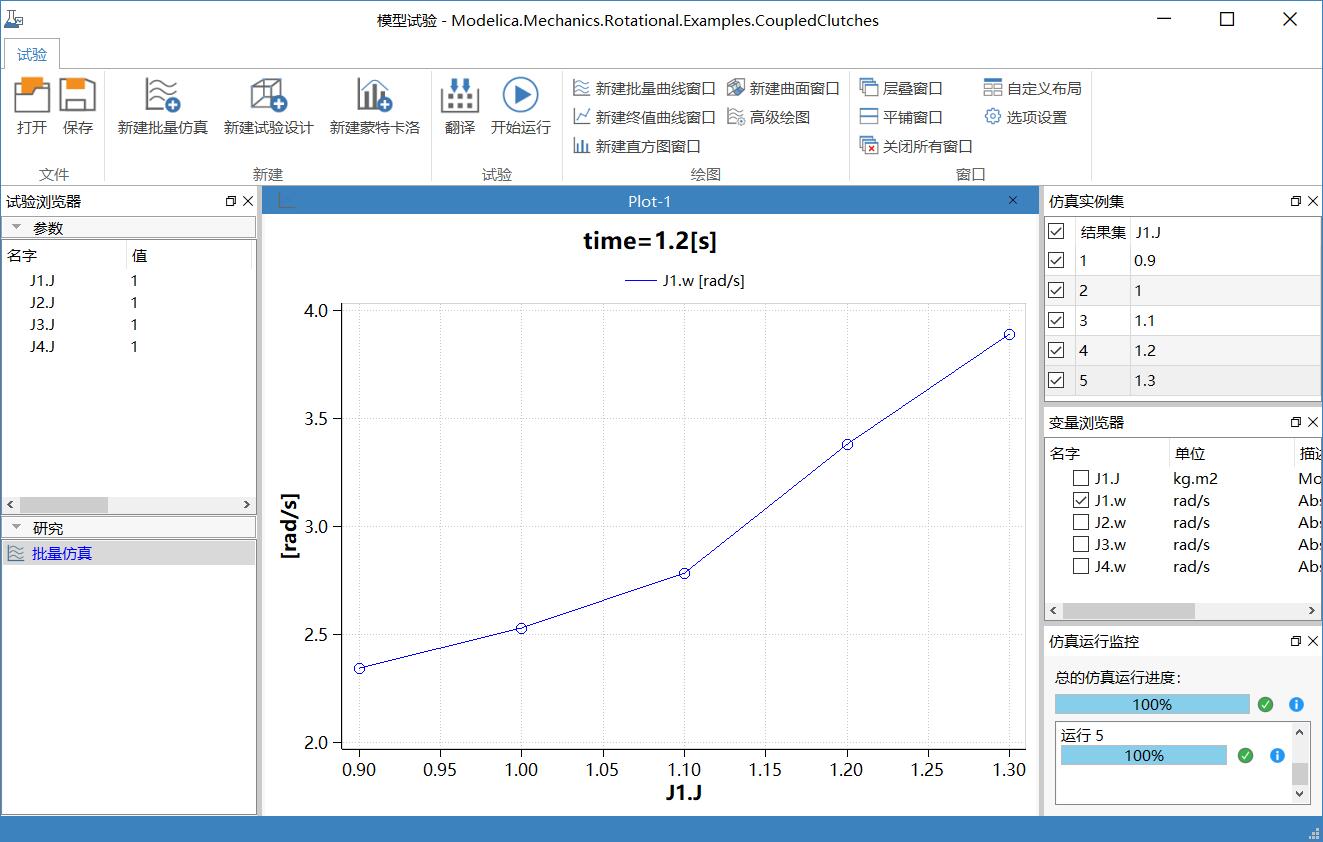 模型试验 - Modelica.Mechanics.Rotational.Examples.CoupledClutches
试验
打开 保存 新建批量仿真 新建试验设计 新建蒙特卡洛 翻译 开始运行
新建批量曲线窗口 新建曲面窗口 层叠窗口 自定义布局
新建终值曲线窗口 高级绘图 平铺窗口 选项设置
新建直方图窗口 关闭所有窗口
文件 新建 试验 绘图 窗口
试验浏览器
参数
名字 值
J1.J 1
J2.J 1
J3.J 1
J4.J 1
研究
批量仿真
Plot-1
time=1.2[s]
J1.w [rad/s]
4.0
3.5
3.0
2.5
2.0
[rad/s]
0.90 0.95 1.00 1.05 1.10 1.15 1.20 1.25 1.30
J1.J
仿真实例集
结果集 J1.J
1 0.9
2 1
3 1.1
4 1.2
5 1.3
变量浏览器
名字 单位 描述
J1.J kg.m2 Mo
J1.w rad/s Abs
J2.w rad/s Abs
J3.w rad/s Abs
J4.w rad/s Abs
仿真运行监控
总的仿真运行进度:
100%
运行 5
100%